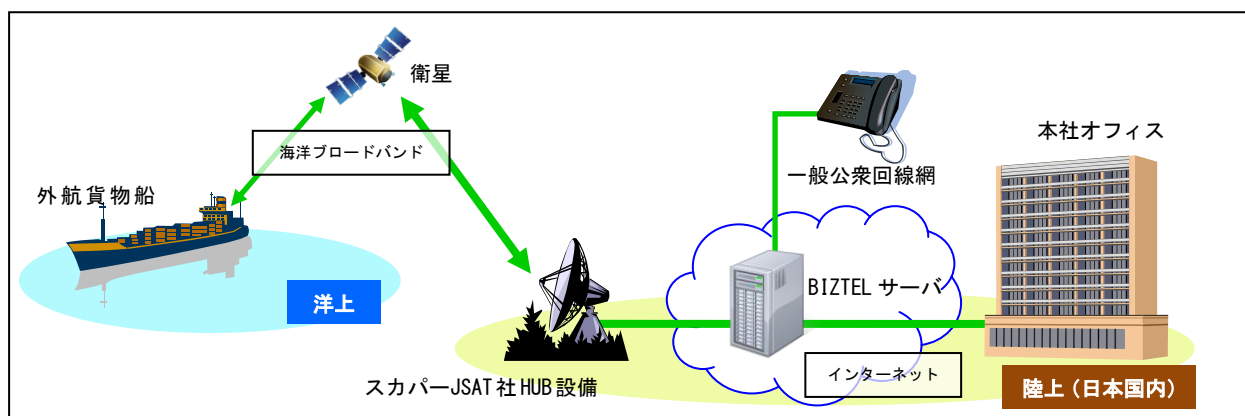 衛星
海洋ブロードバンド
外航貨物船
洋上
一般公衆回線網
本社オフィス
BIZTEL サーバ
スカパーJSAT社HUB設備
インターネット
陸上（日本国内）